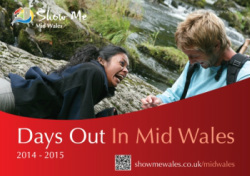 Show Me
Mid Wales
Days Out In Mid Wales
2014 - 2015
showmewales.co.uk/midwales